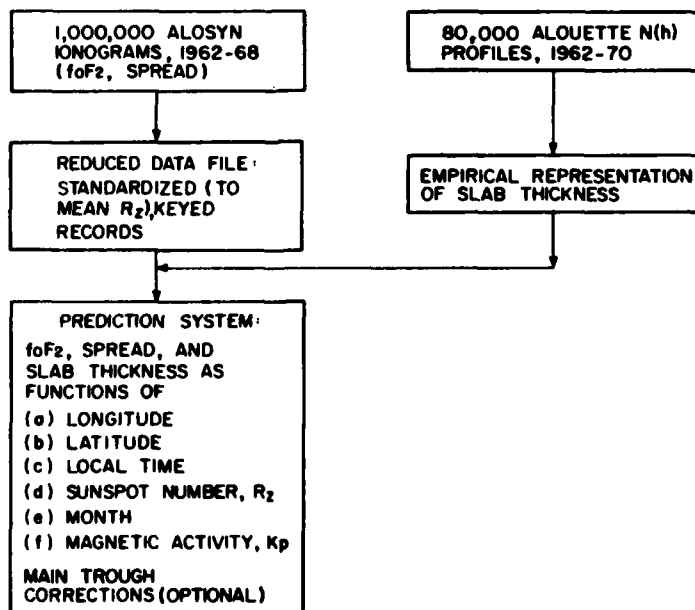 1,000,000 ALOSYN
IONOGRAMS, 1962-68
(foF2, SPREAD)
80,000 ALOUETTE N(h)
PROFILES, 1962-70
REDUCED DATA FILE:
STANDARDIZED (TO
MEAN Rz), KEYED
RECORDS
EMPIRICAL REPRESENTATION
OF SLAB THICKNESS
PREDICTION SYSTEM:
foF2, SPREAD, AND
SLAB THICKNESS AS
FUNCTIONS OF
(a) LONGITUDE
(b) LATITUDE
(c) LOCAL TIME
(d) SUNSPOT NUMBER, Rz
(e) MONTH
(f) MAGNETIC ACTIVITY, Kp
MAIN TROUGH
CORRECTIONS (OPTIONAL)